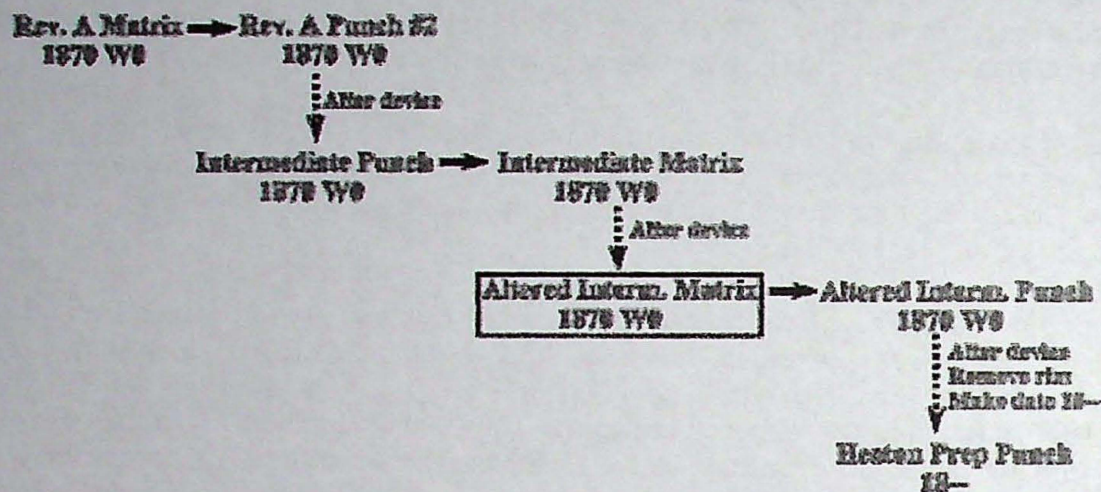 Rev. A Matrix Rev. A Punch #2
1870 WO 1870 WO
Alter device
Intermediate Punch Intermediate Matrix
1870 WO 1870 WO
Alter device
Altered Interm. Matrix Altered Interm. Punch
1870 WO 1870 WO
Alter device
Remove rim
Make date 18--
Heaton Prep Punch
18--